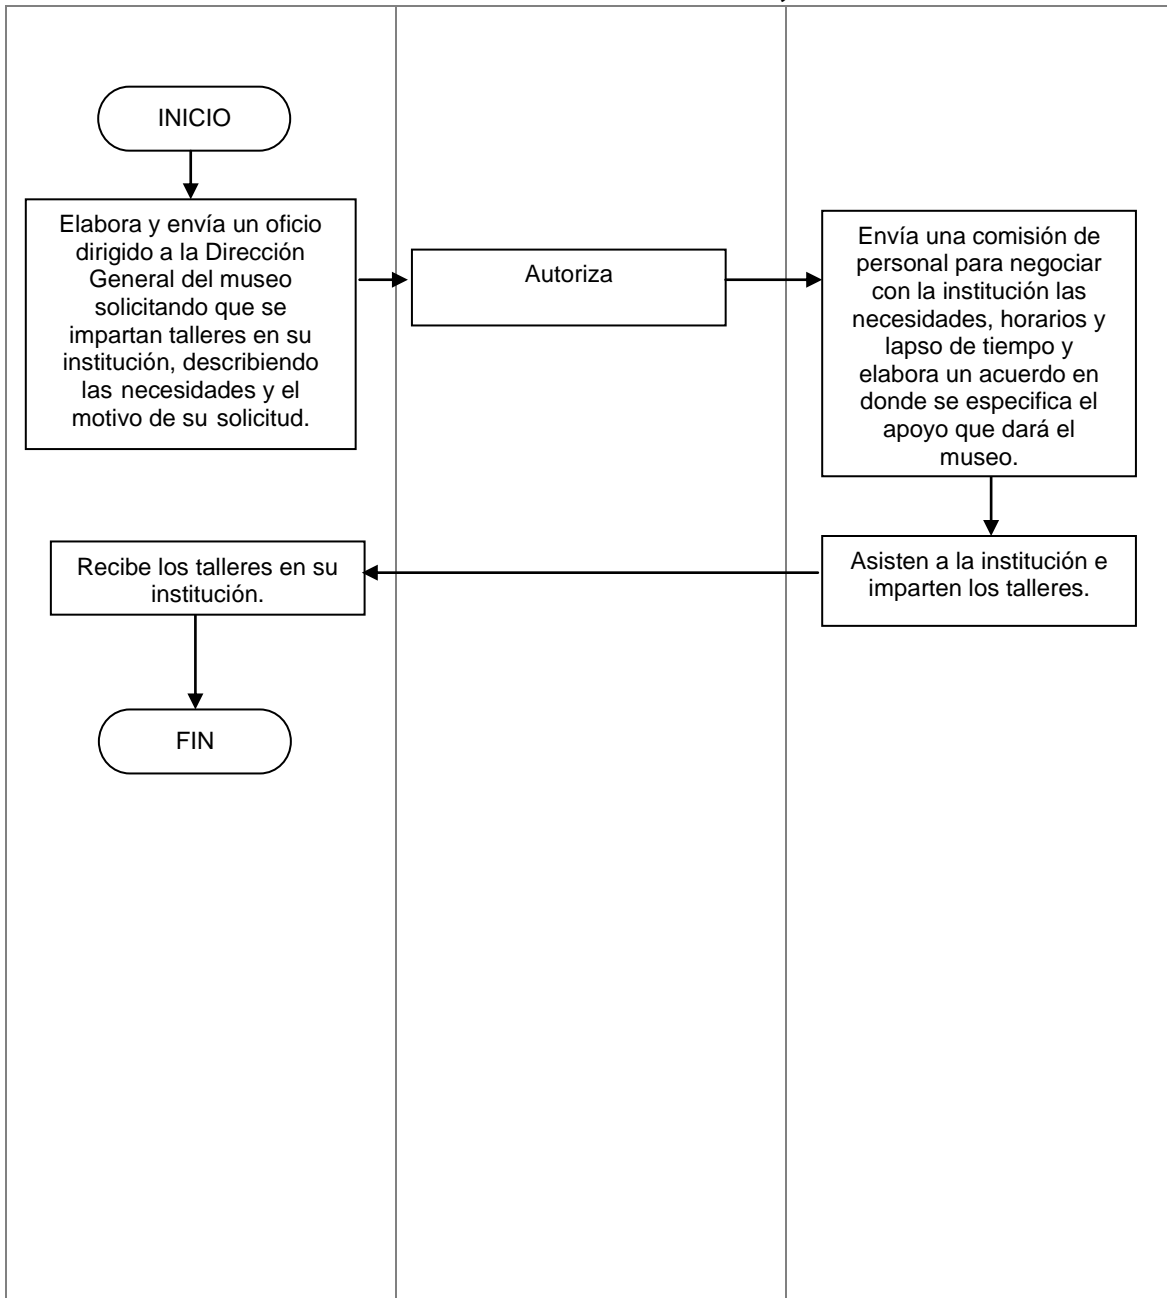 INICIO
Elabora y envía un oficio
dirigido a la Dirección
General del museo
solicitando que se
impartan talleres en su
institución, describiendo
las necesidades y el
motivo de su solicitud.
Autoriza
Envía una comisión de
personal para negociar
con la institución las
necesidades, horarios y
lapso de tiempo y
elabora un acuerdo en
donde se especifica el
apoyo que dará el
museo.
Asisten a la institución e
imparten los talleres.
Recibe los talleres en su
institución.
FIN